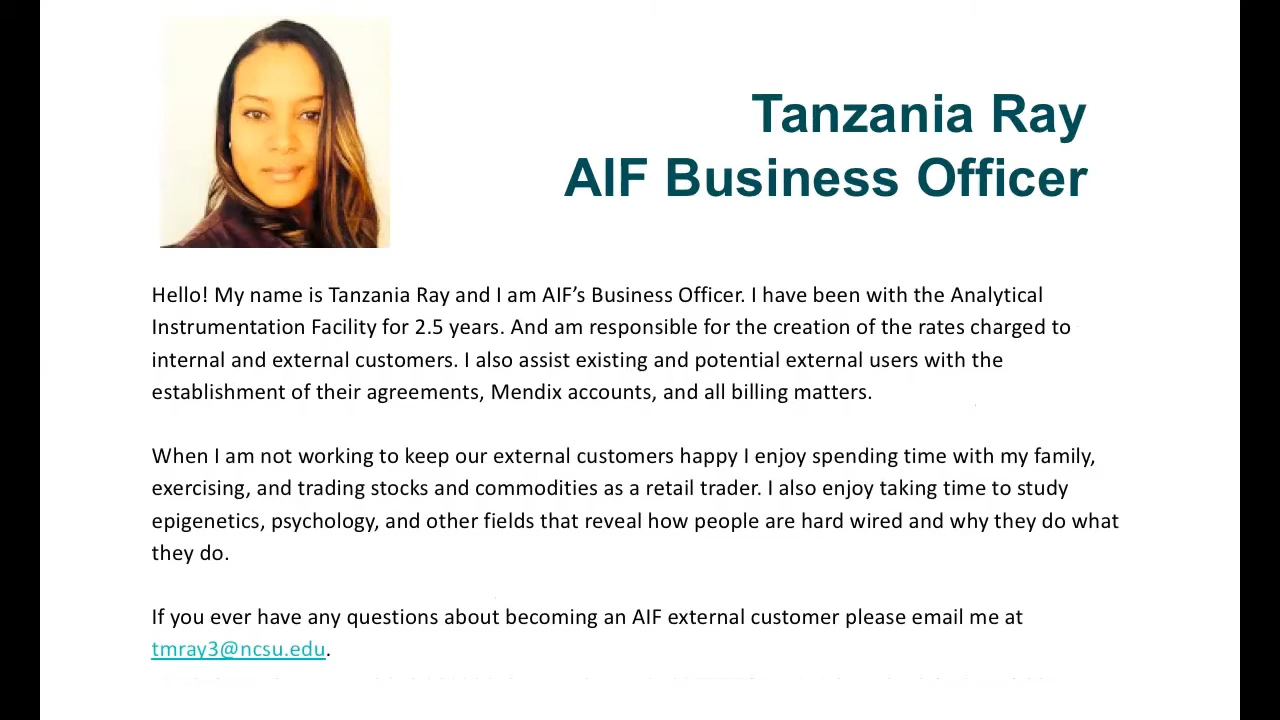 Tanzania Ray
AIF Business Officer
Hello! My name is Tanzania Ray and I am AIF’s Business Officer. I have been with the Analytical
Instrumentation Facility for 2.5 years. And am responsible for the creation of the rates charged to
internal and external customers. I also assist existing and potential external users with the
establishment of their agreements, Mendix accounts, and all billing matters.
When I am not working to keep our external customers happy I enjoy spending time with my family,
exercising, and trading stocks and commodities as a retail trader. I also enjoy taking time to study
epigenetics, psychology, and other fields that reveal how people are hard wired and why they do what
they do.
If you ever have any questions about becoming an AIF external customer please email me at
tmray3@ncsu.edu.